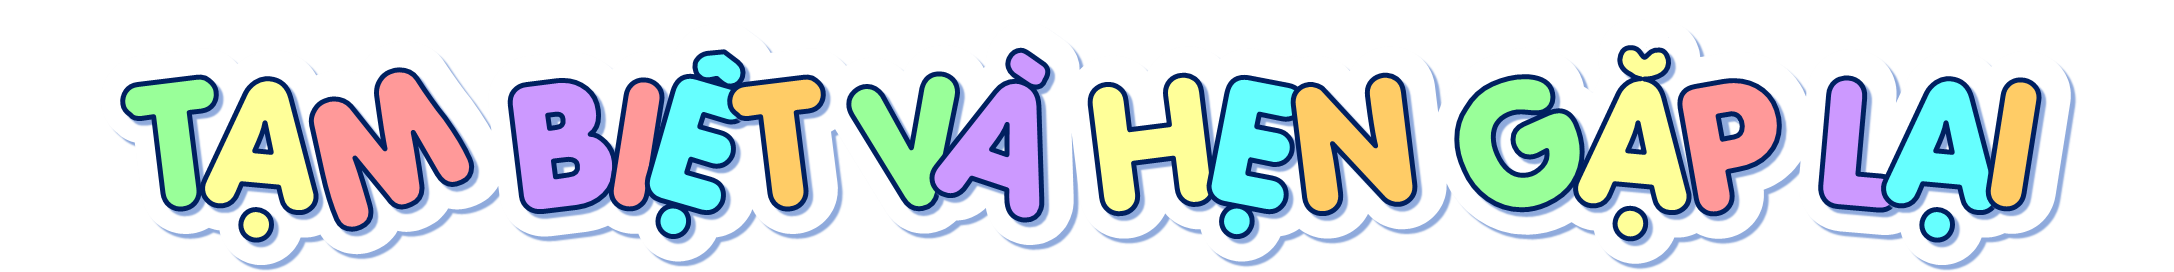 TẠM BIỆT VÀ HẸN GẶP LẠI